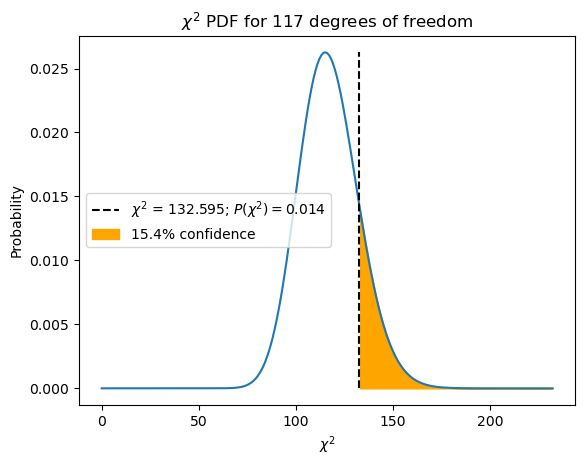 χ² PDF for 117 degrees of freedom
Probability
0.025
0.020
0.015
0.010
0.005
0.000
χ² = 132.595; P(χ²) = 0.014
15.4% confidence
0 50 100 150 200
χ²